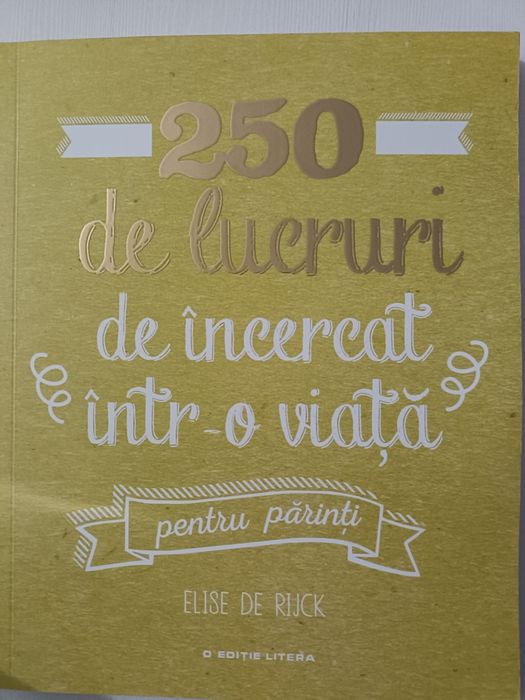 250
de lucruri
de încercat
într-o viață
pentru părinți
ELISE DE RIJCK
O EDIȚIE LITERA